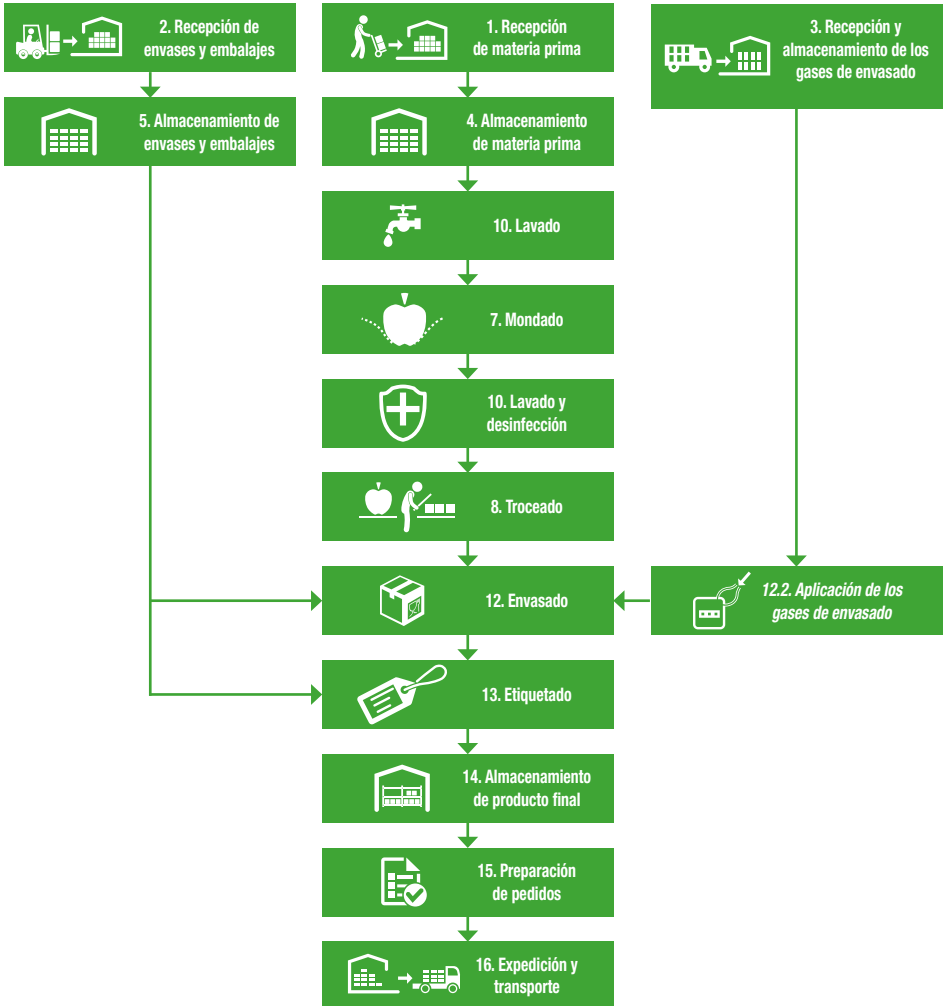 2. Recepción de
envases y embalajes
1. Recepción
de materia prima
3. Recepción y
almacenamiento de los
gases de envasado
5. Almacenamiento de
envases y embalajes
4. Almacenamiento
de materia prima
10. Lavado
7. Mondado
10. Lavado y
desinfección
8. Troceado
12. Envasado
12.2. Aplicación de los
gases de envasado
13. Etiquetado
14. Almacenamiento
de producto final
15. Preparación
de pedidos
16. Expedición y
transporte